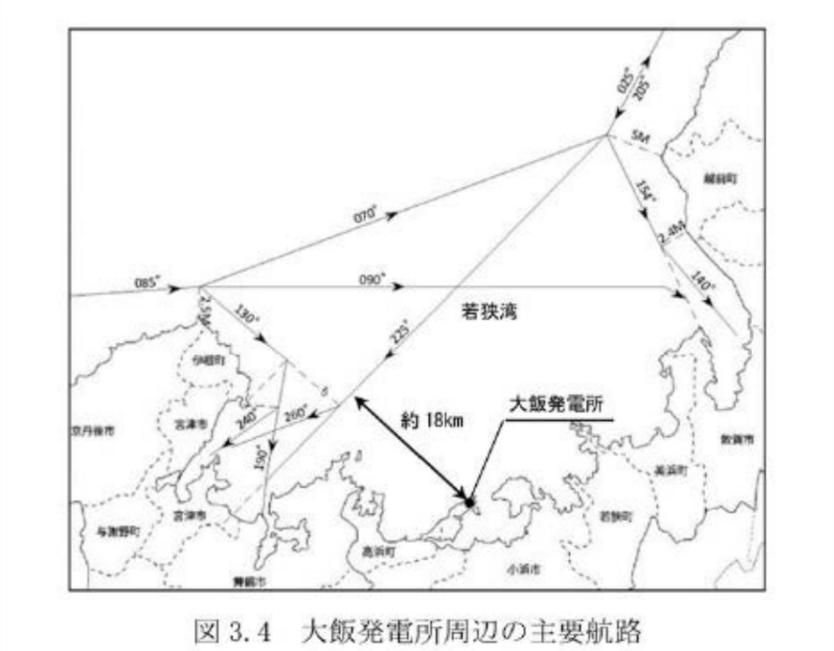 025°
205°
5M
越前町
154°
070°
2.4M
085°
090°
140°
2.5M
130°
若狭湾
225°
伊根町
大飯発電所
約18km
宮津市
240°
260°
京丹後市
敦賀市
190°
美浜町
宮津市
若狭町
与謝野町
高浜町
小浜市
舞鶴市
図3.4 大飯発電所周辺の主要航路